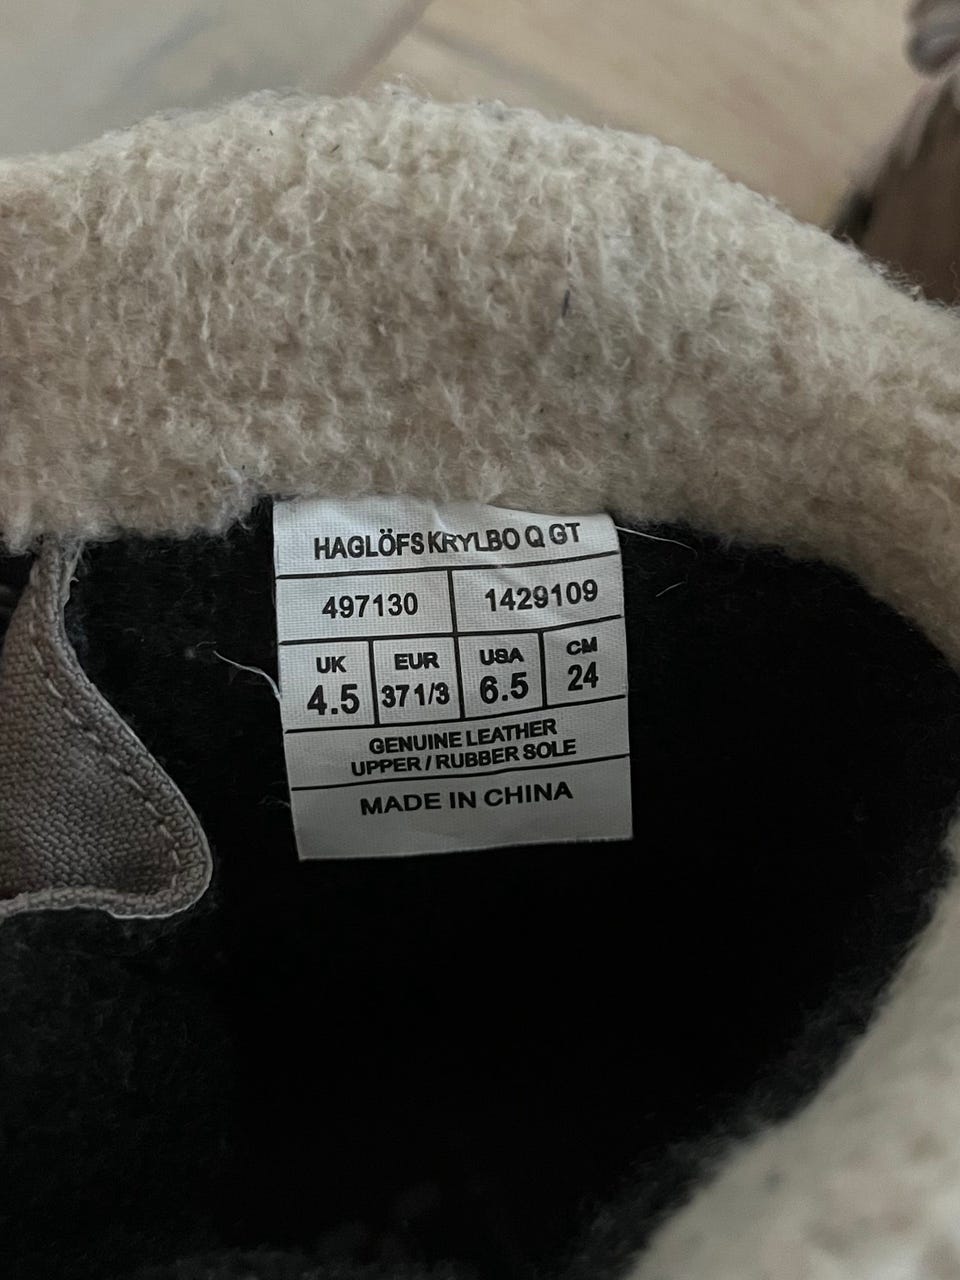 HAGLÖFS KRYLBO Q GT
497130 1429109
UK EUR USA CM
4.5 37 1/3 6.5 24
GENUINE LEATHER
UPPER / RUBBER SOLE
MADE IN CHINA